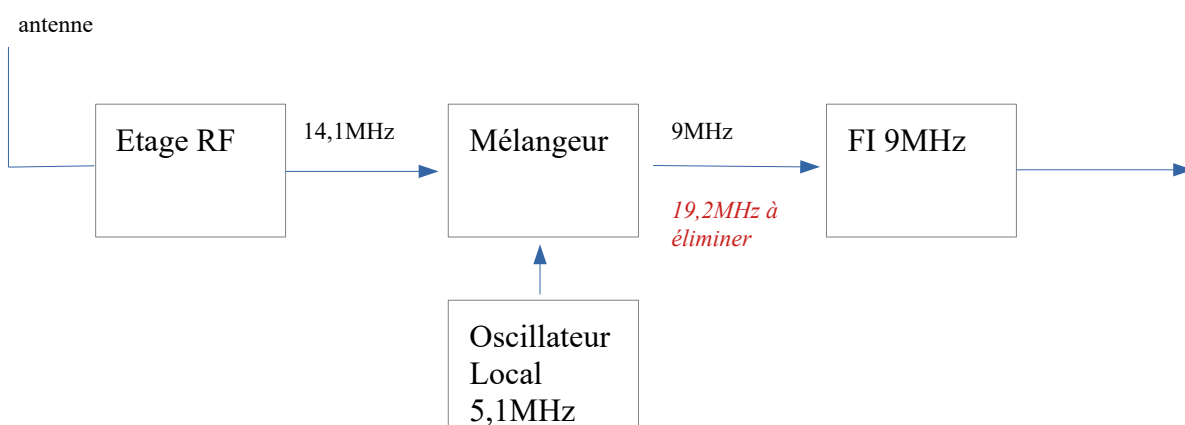 antenne
Etage RF
14,1MHz
Mélangeur
9MHz
FI 9MHz
19,2MHz à
éliminer
Oscillateur
Local
5,1MHz